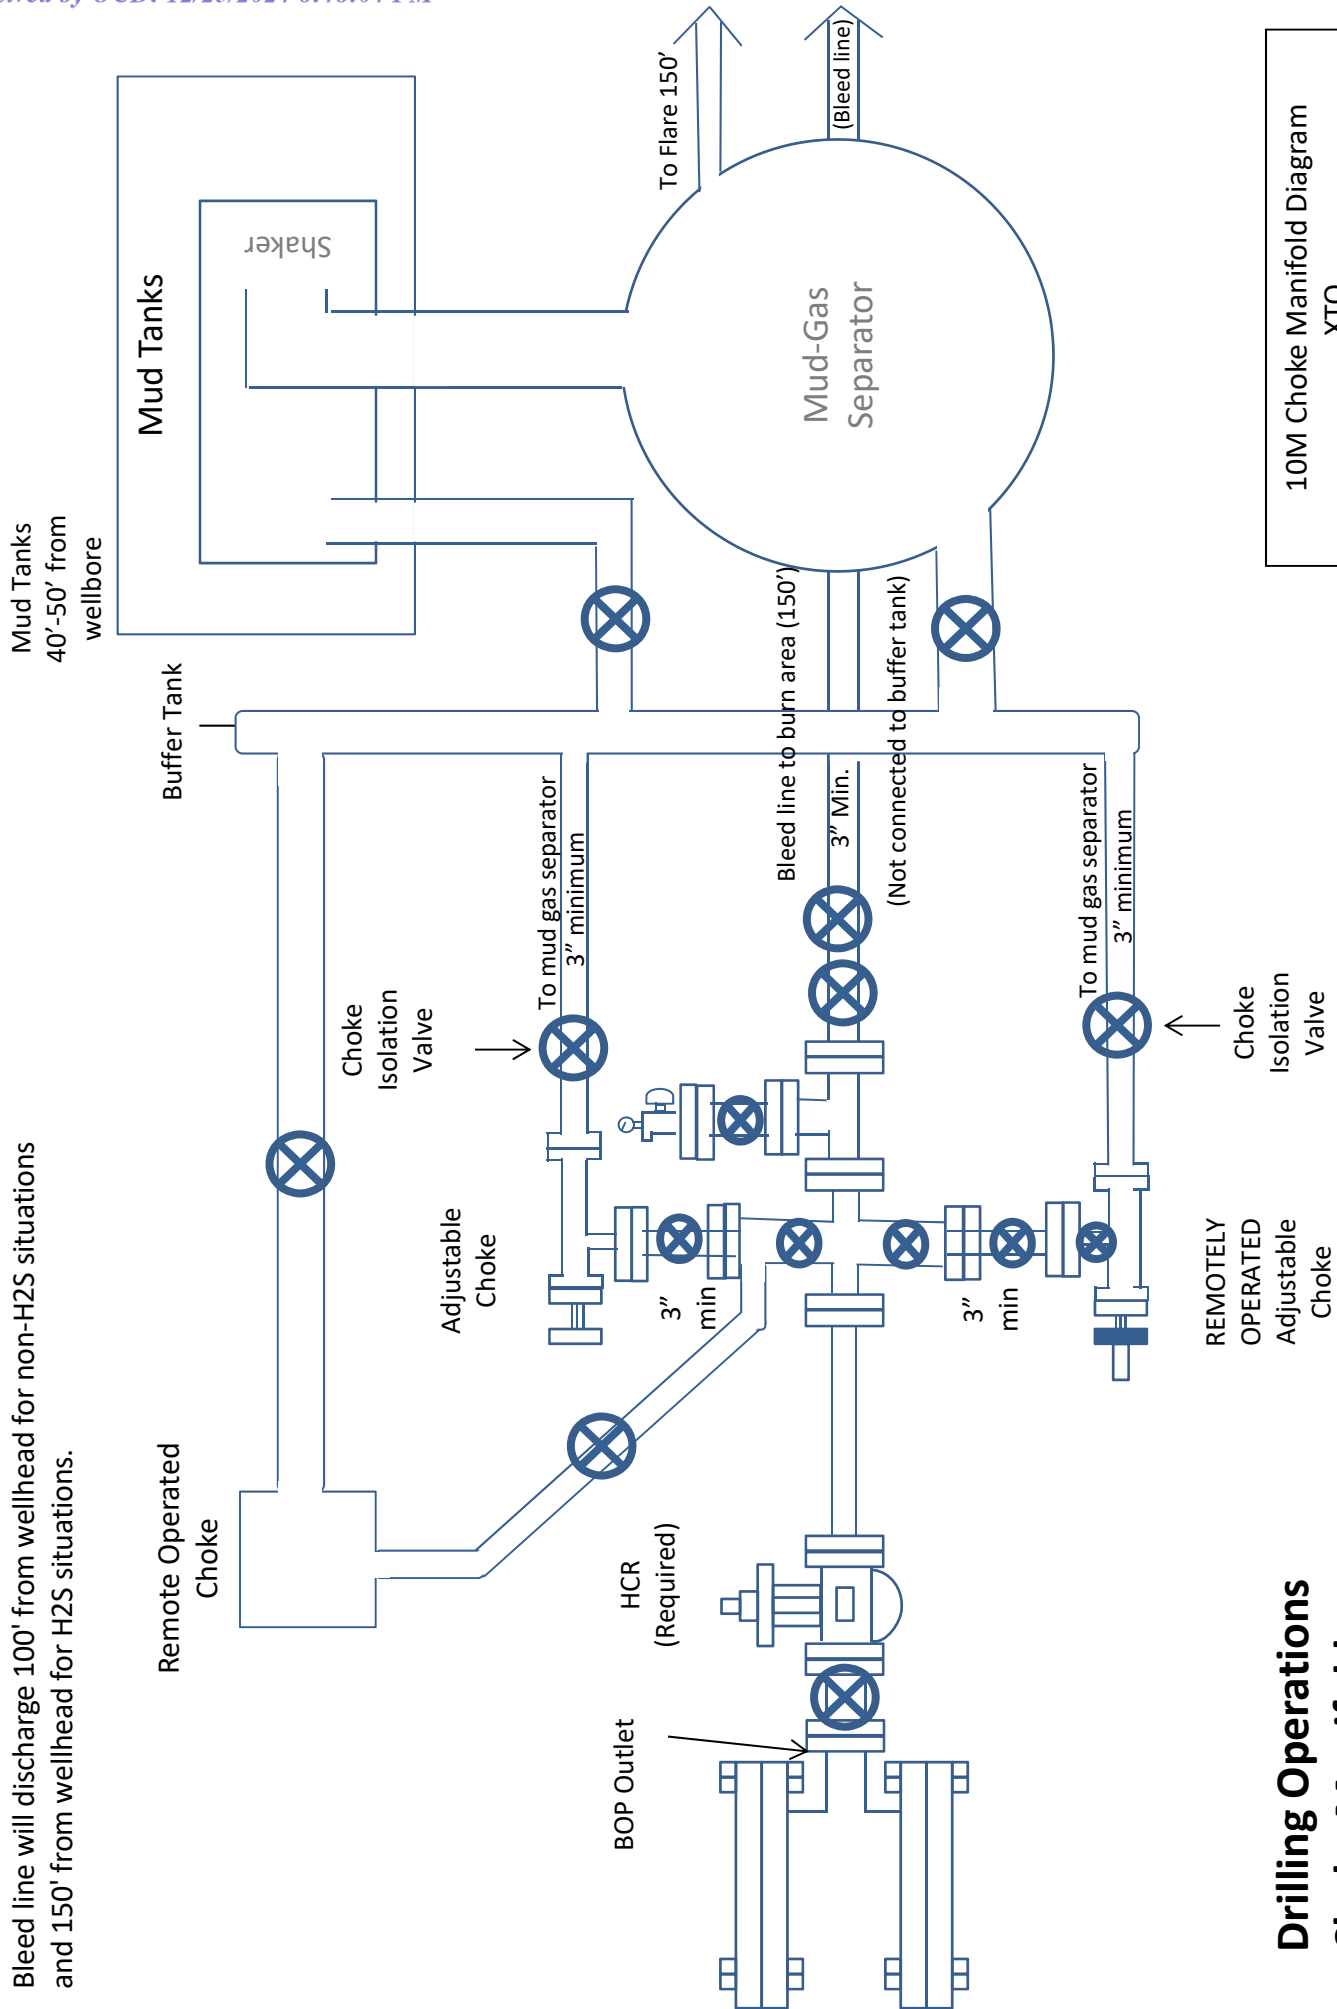 by OCD:
Bleed line will discharge 100' from wellhead for non-H2S situations
and 150' from wellhead for H2S situations.
Mud Tanks
40’-50’ from
wellbore
Mud Tanks
Shaker
Buffer Tank
Remote Operated
Choke
Choke
Isolation
Valve
Adjustable
Choke
To mud gas separator
3” minimum
To Flare 150’
HCR
(Required)
BOP Outlet
3”
min
Bleed line to burn area (150’)
3” Min.
(Not connected to buffer tank)
Mud-Gas
Separator
(Bleed line)
3”
min
To mud gas separator
3” minimum
REMOTELY
OPERATED
Adjustable
Choke
Choke
Isolation
Valve
Drilling Operations
10M Choke Manifold Diagram
XTO